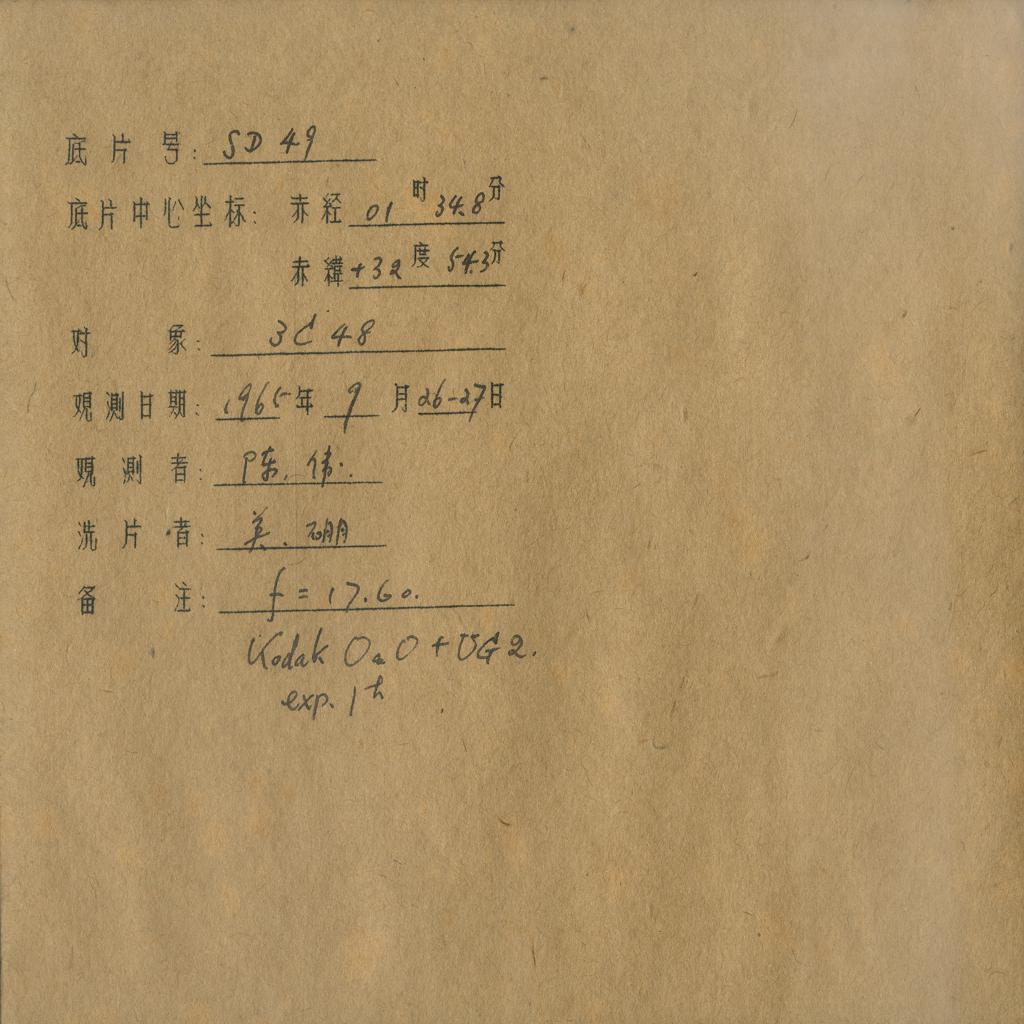 底片号: SD 49
底片中心坐标: 赤经 01 时 34.8 分
赤纬 +32 度 54.3 分
对象: 3C 48
观测日期: 1965 年 9 月 26-27 日
观测者: 陈. 伟.
洗片者: 英. 硼
备注: f = 17.60.
Kodak OaO + UG2.
exp. 1h